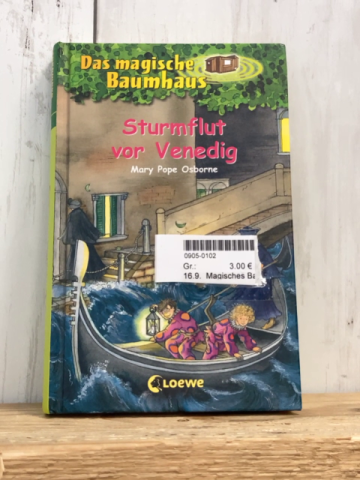 Das magische
Baumhaus
Sturmflut
vor Venedig
Mary Pope Osborne
0905-0102
Gr.: 3.00 €
16.9. Magisches Ba
Loewe